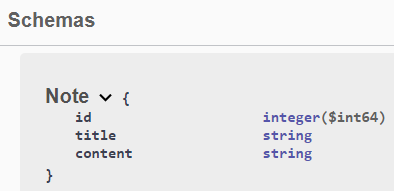 Schemas
Note {
id integer($int64)
title string
content string
}